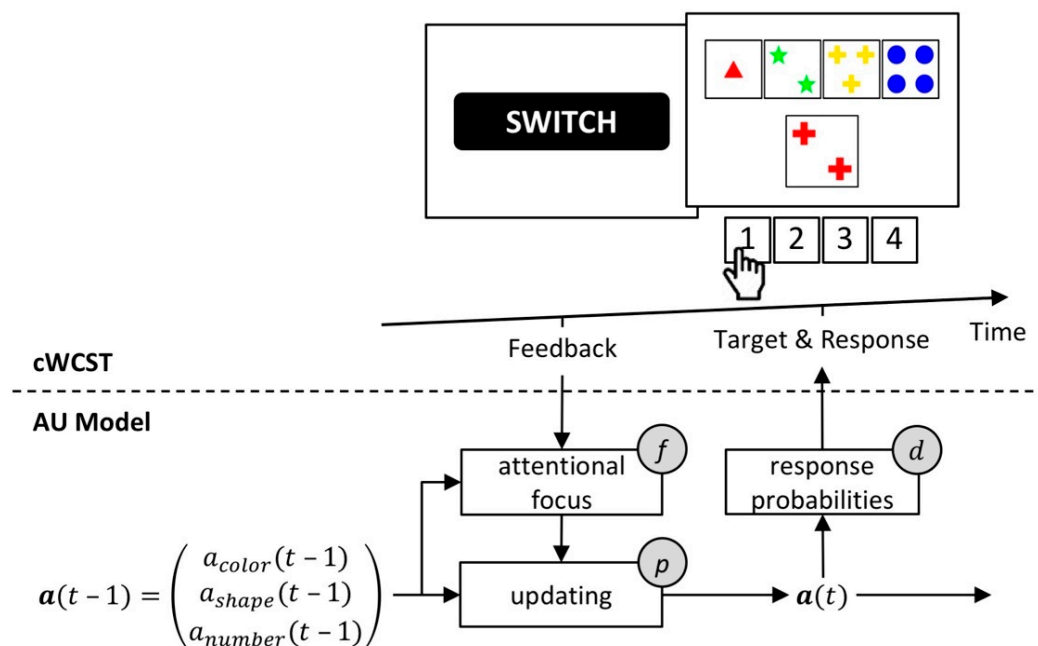 SWITCH
1 2 3 4
Feedback
Target & Response
Time
cWCST
AU Model
attentional
focus
f
response
probabilities
d
a(t − 1) = (a_color(t − 1)
a_shape(t − 1)
a_number(t − 1))
updating
p
a(t)